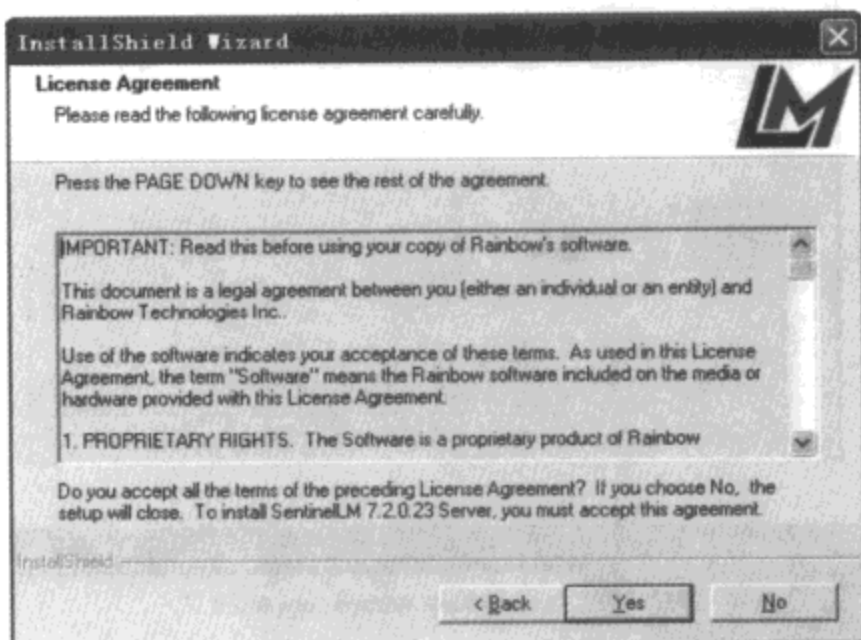 InstallShield Wizard
License Agreement
Please read the following license agreement carefully.
LM
Press the PAGE DOWN key to see the rest of the agreement.
IMPORTANT: Read this before using your copy of Rainbow's software.
This document is a legal agreement between you (either an individual or an entity) and
Rainbow Technologies Inc..
Use of the software indicates your acceptance of these terms. As used in this License
Agreement, the term "Software" means the Rainbow software included on the media or
hardware provided with this License Agreement.
1. PROPRIETARY RIGHTS. The Software is a proprietary product of Rainbow
Do you accept all the terms of the preceding License Agreement? If you choose No, the
setup will close. To install SentinelLM 7.2.0.23 Server, you must accept this agreement.
InstallShield
< Back
Yes
No